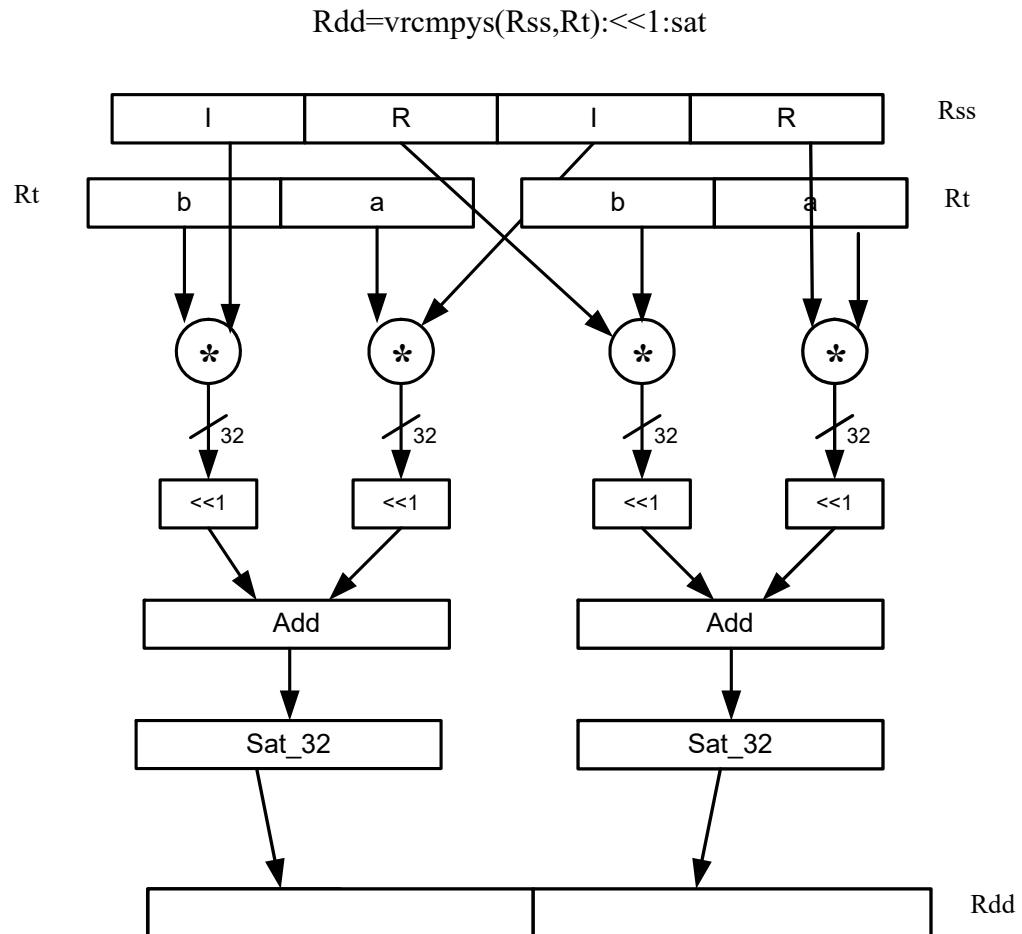 Rdd=vrcmpys(Rss,Rt):<<1:sat
I R I R Rss
Rt b a b a Rt
* * * *
32 32 32 32
<<1 <<1 <<1 <<1
Add Add
Sat_32 Sat_32
Rdd